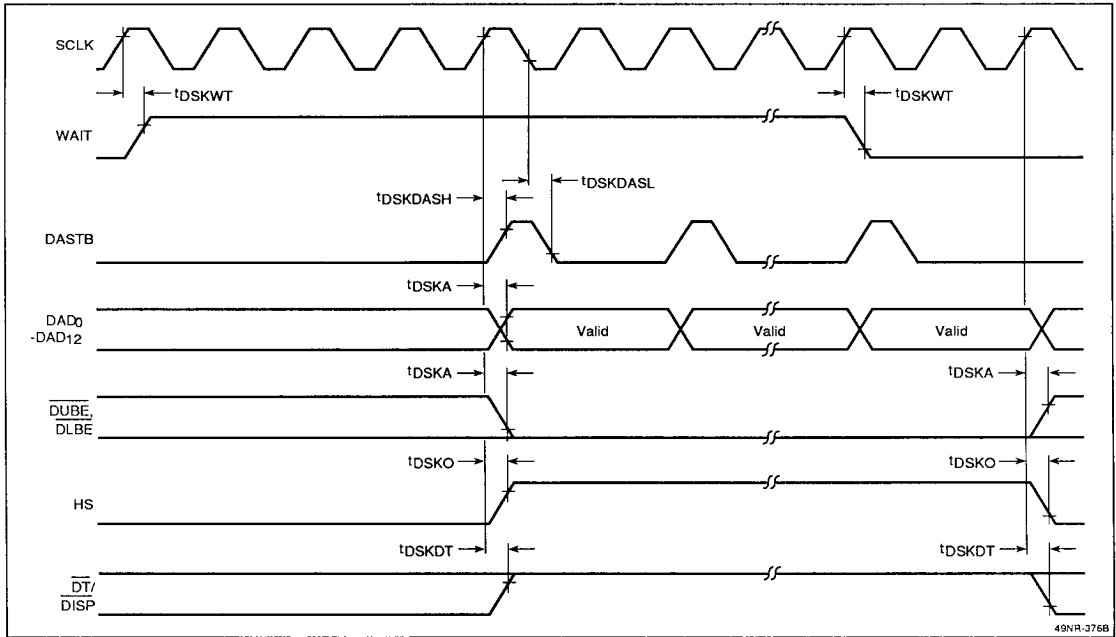 SCLK
tDSKWT
tDSKWT
WAIT
tDSKDASH
tDSKDASL
DASTB
tDSKA
DAD0
-DAD12
Valid
Valid
Valid
tDSKA
tDSKA
DUBE,
DLBE
tDSKO
tDSKO
HS
tDSKDT
tDSKDT
DT/
DISP
49NR-376B